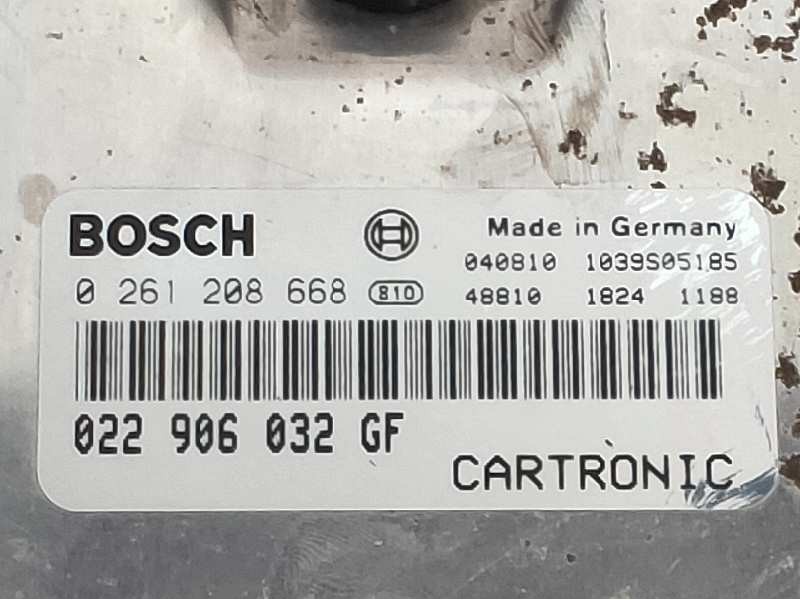 BOSCH
Made in Germany
040810 1039S05185
0 261 208 668 810
48810 1824 1188
022 906 032 GF
CARTRONIC